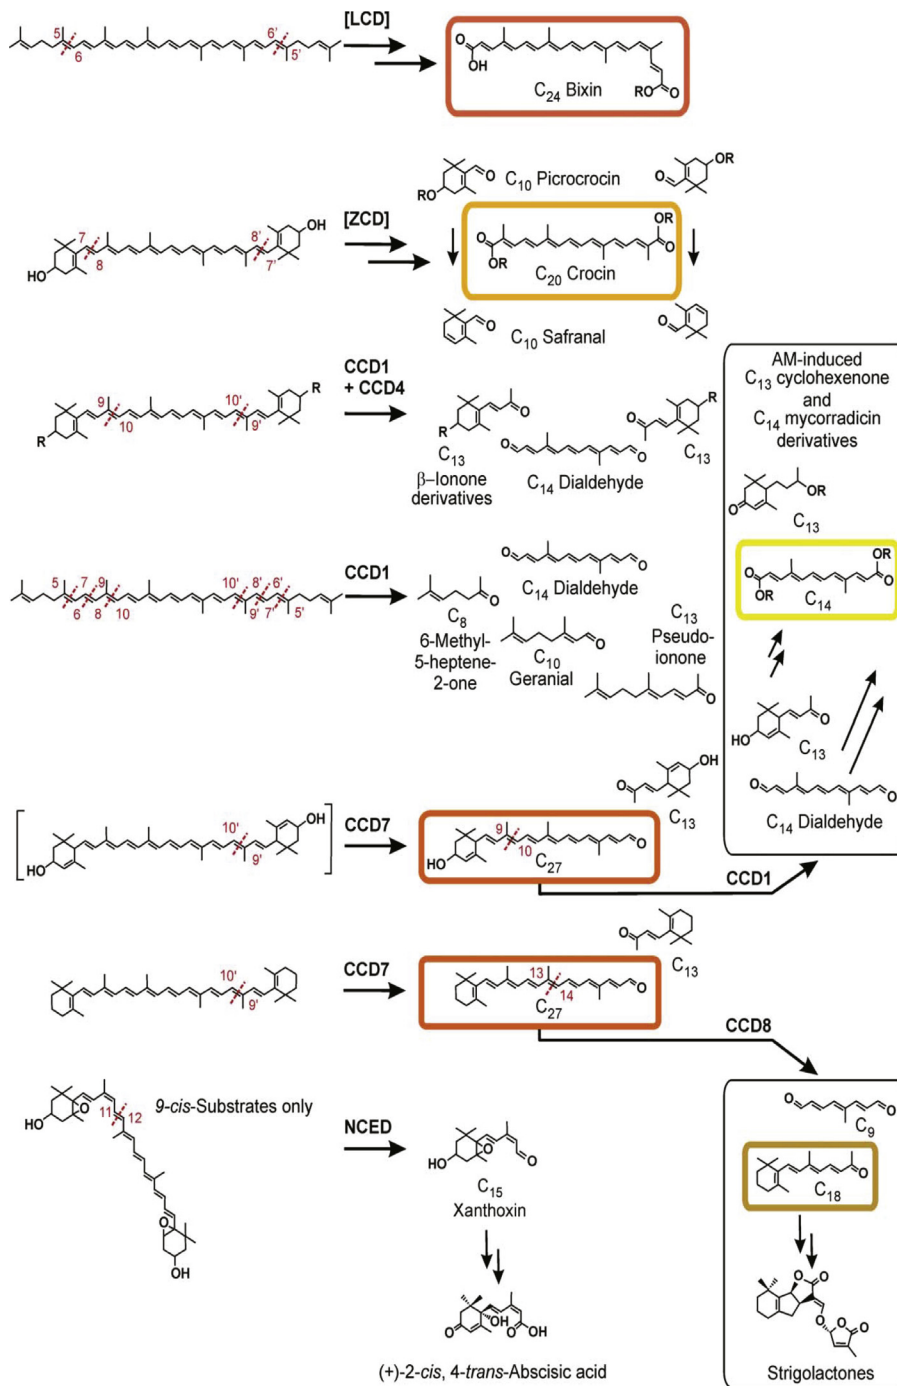 [LCD]
5
6
6'
5'
O
OH
C24 Bixin
RO
O
O
RO
C10 Picrocrocin
OR
O
[ZCD]
7
8
8'
7'
OH
HO
O
OR
OR
O
C20 Crocin
O
C10 Safranal
O
CCD1
+ CCD4
9
10
10'
9'
R
R
O
C13
β–Ionone
derivatives
O
O
C14 Dialdehyde
R
O
C13
AM-induced
C13 cyclohexenone
and
C14 mycorradicin
derivatives
O
OR
C13
O
OR
OR
O
C14
HO
O
C13
O
O
C14 Dialdehyde
CCD1
5
7
9
6
8
10
10'
8'
6'
9'
7'
5'
O
C8
6-Methyl-
5-heptene-
2-one
O
O
C14 Dialdehyde
O
C10
Geranial
C13
Pseudo-
ionone
O
HO
10'
9'
OH
CCD7
HO
9
10
O
C27
O
OH
C13
CCD1
10'
9'
CCD7
13
14
O
C27
O
C13
CCD8
HO
O
11
12
O
OH
9-cis-Substrates only
NCED
HO
O
O
C15
Xanthoxin
O
OH
O
OH
(+)-2-cis, 4-trans-Abscisic acid
O
O
C9
O
C18
O
O
O
O
O
Strigolactones